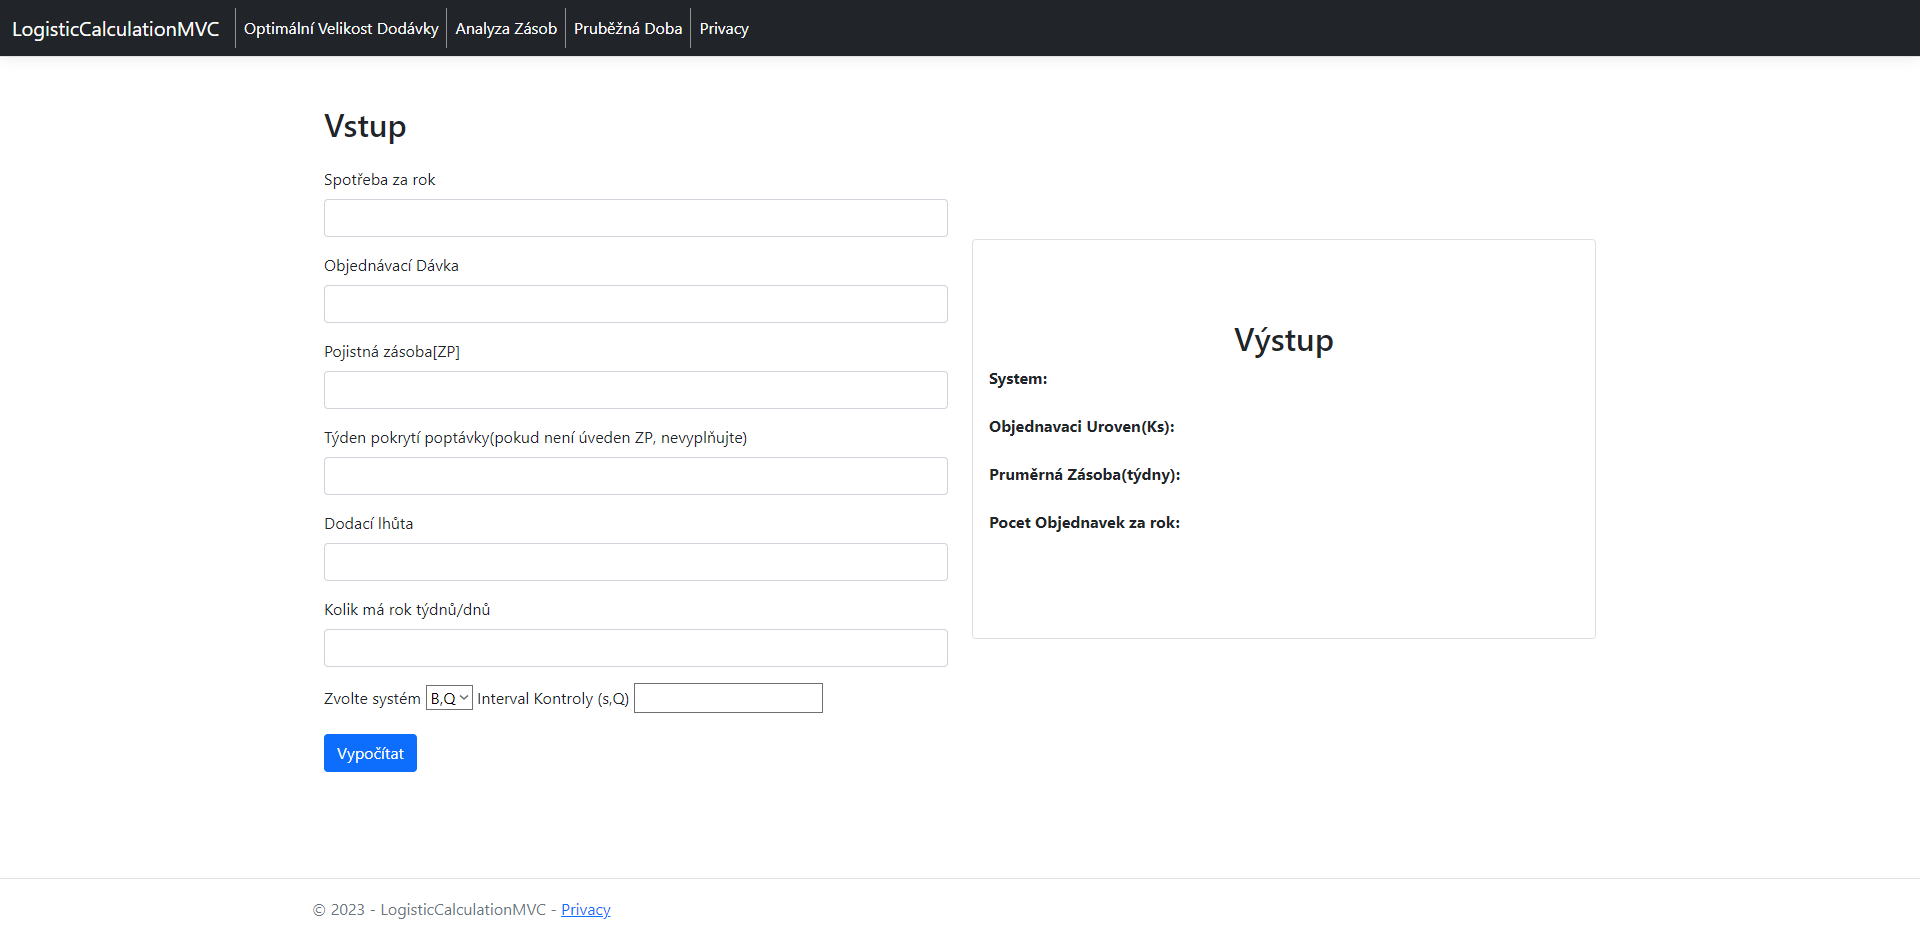 LogisticCalculationMVC Optimální Velikost Dodávky Analyza Zásob Pruběžná Doba Privacy
Vstup
Spotřeba za rok
Objednávací Dávka
Pojistná zásoba[ZP]
Týden pokrytí poptávky(pokud není úveden ZP, nevyplňujte)
Dodací lhůta
Kolik má rok týdnů/dnů
Zvolte systém B,Q Interval Kontroly (s,Q)
Vypočítat
Výstup
System:
Objednavaci Uroven(Ks):
Pruměrná Zásoba(týdny):
Pocet Objednavek za rok:
© 2023 - LogisticCalculationMVC - Privacy